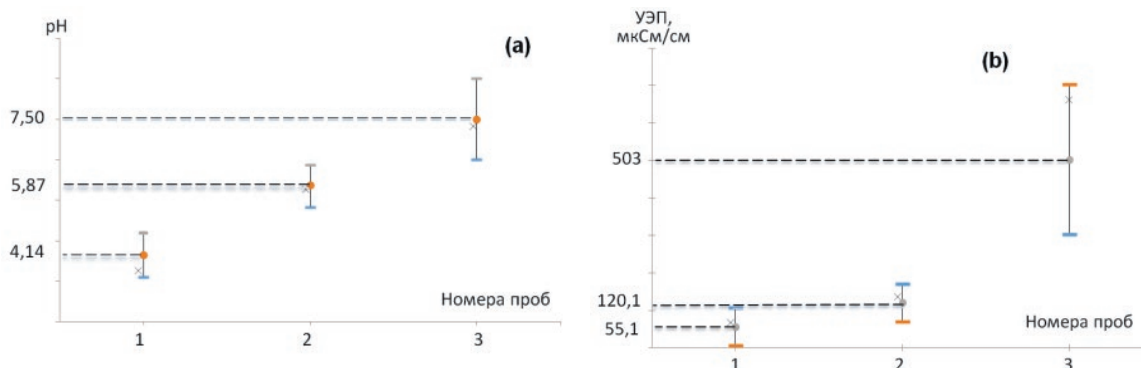 pH
(a)
7,50
5,87
4,14
Номера проб
1 2 3
УЭП,
мкСм/см
(b)
503
120,1
55,1
Номера проб
1 2 3